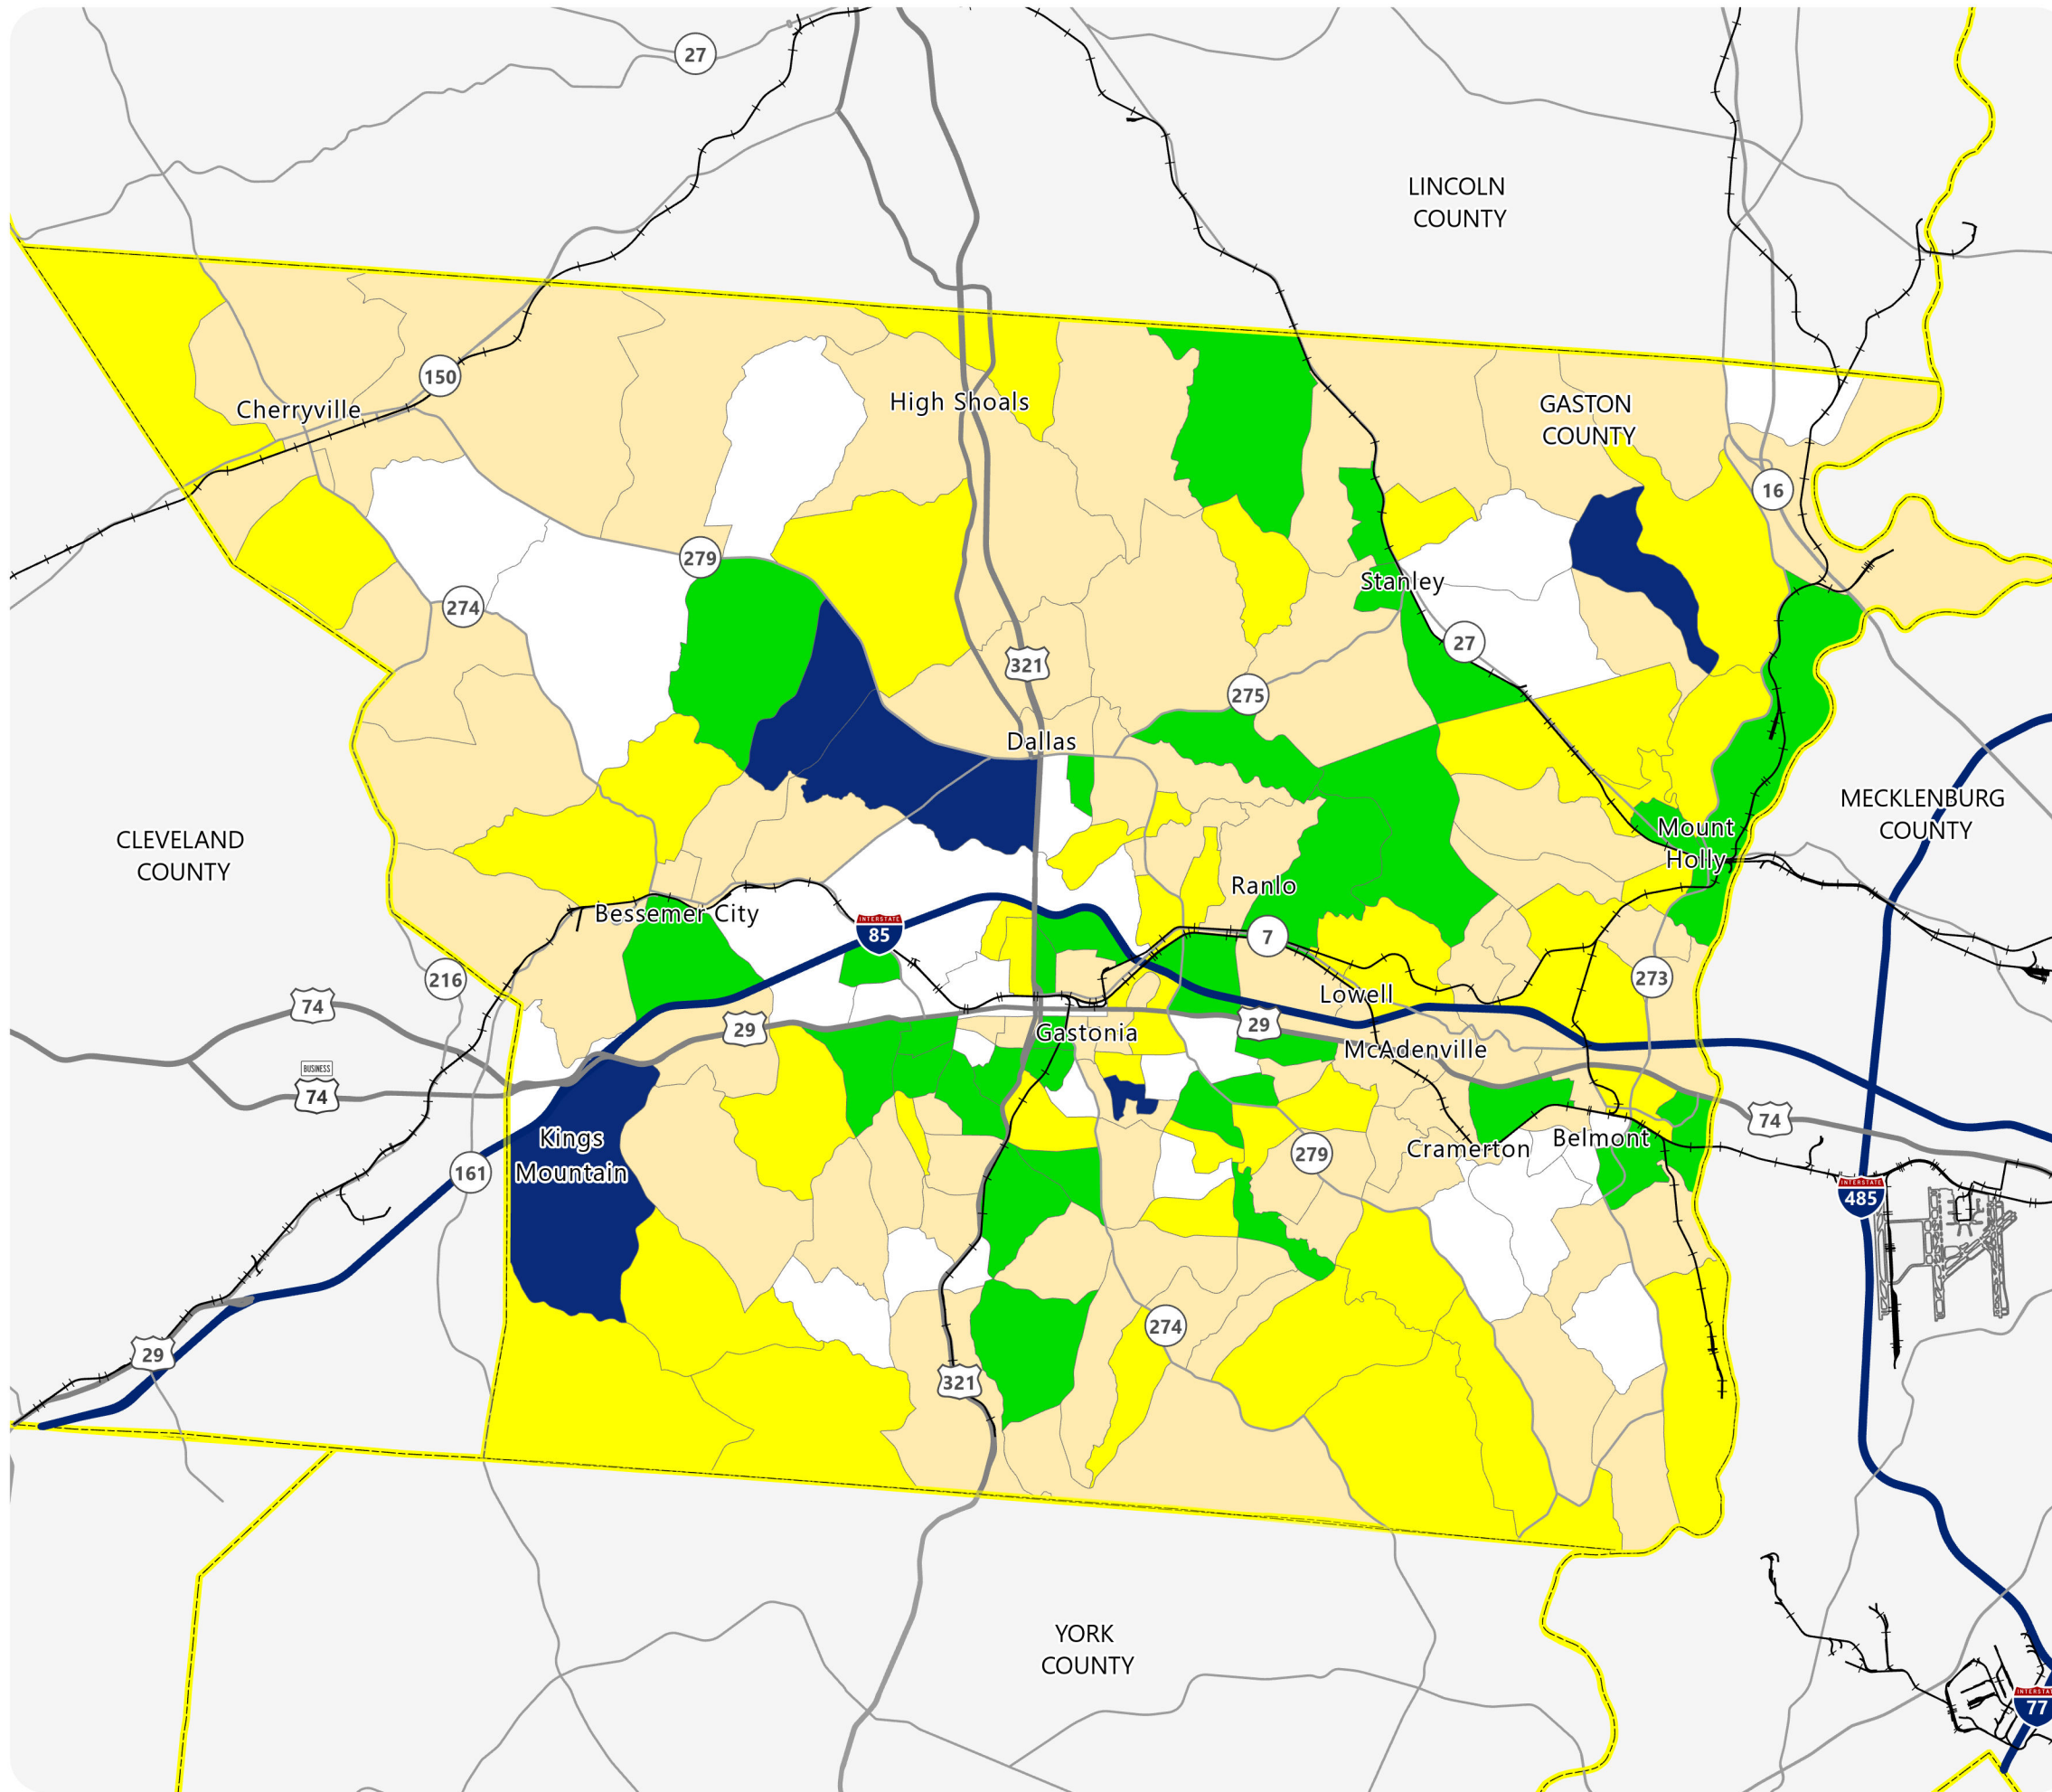 27
LINCOLN
COUNTY
150
Cherryville
High Shoals
GASTON
COUNTY
16
279
Stanley
274
27
321
275
Dallas
MECKLENBURG
COUNTY
CLEVELAND
COUNTY
Mount
Holly
Ranlo
Bessemer City
INTERSTATE
85
7
216
273
74
Lowell
29
29
Gastonia
McAdenville
BUSINESS
74
74
Kings
Mountain
Cramerton
Belmont
279
161
INTERSTATE
485
274
29
321
YORK
COUNTY
INTERSTATE
77